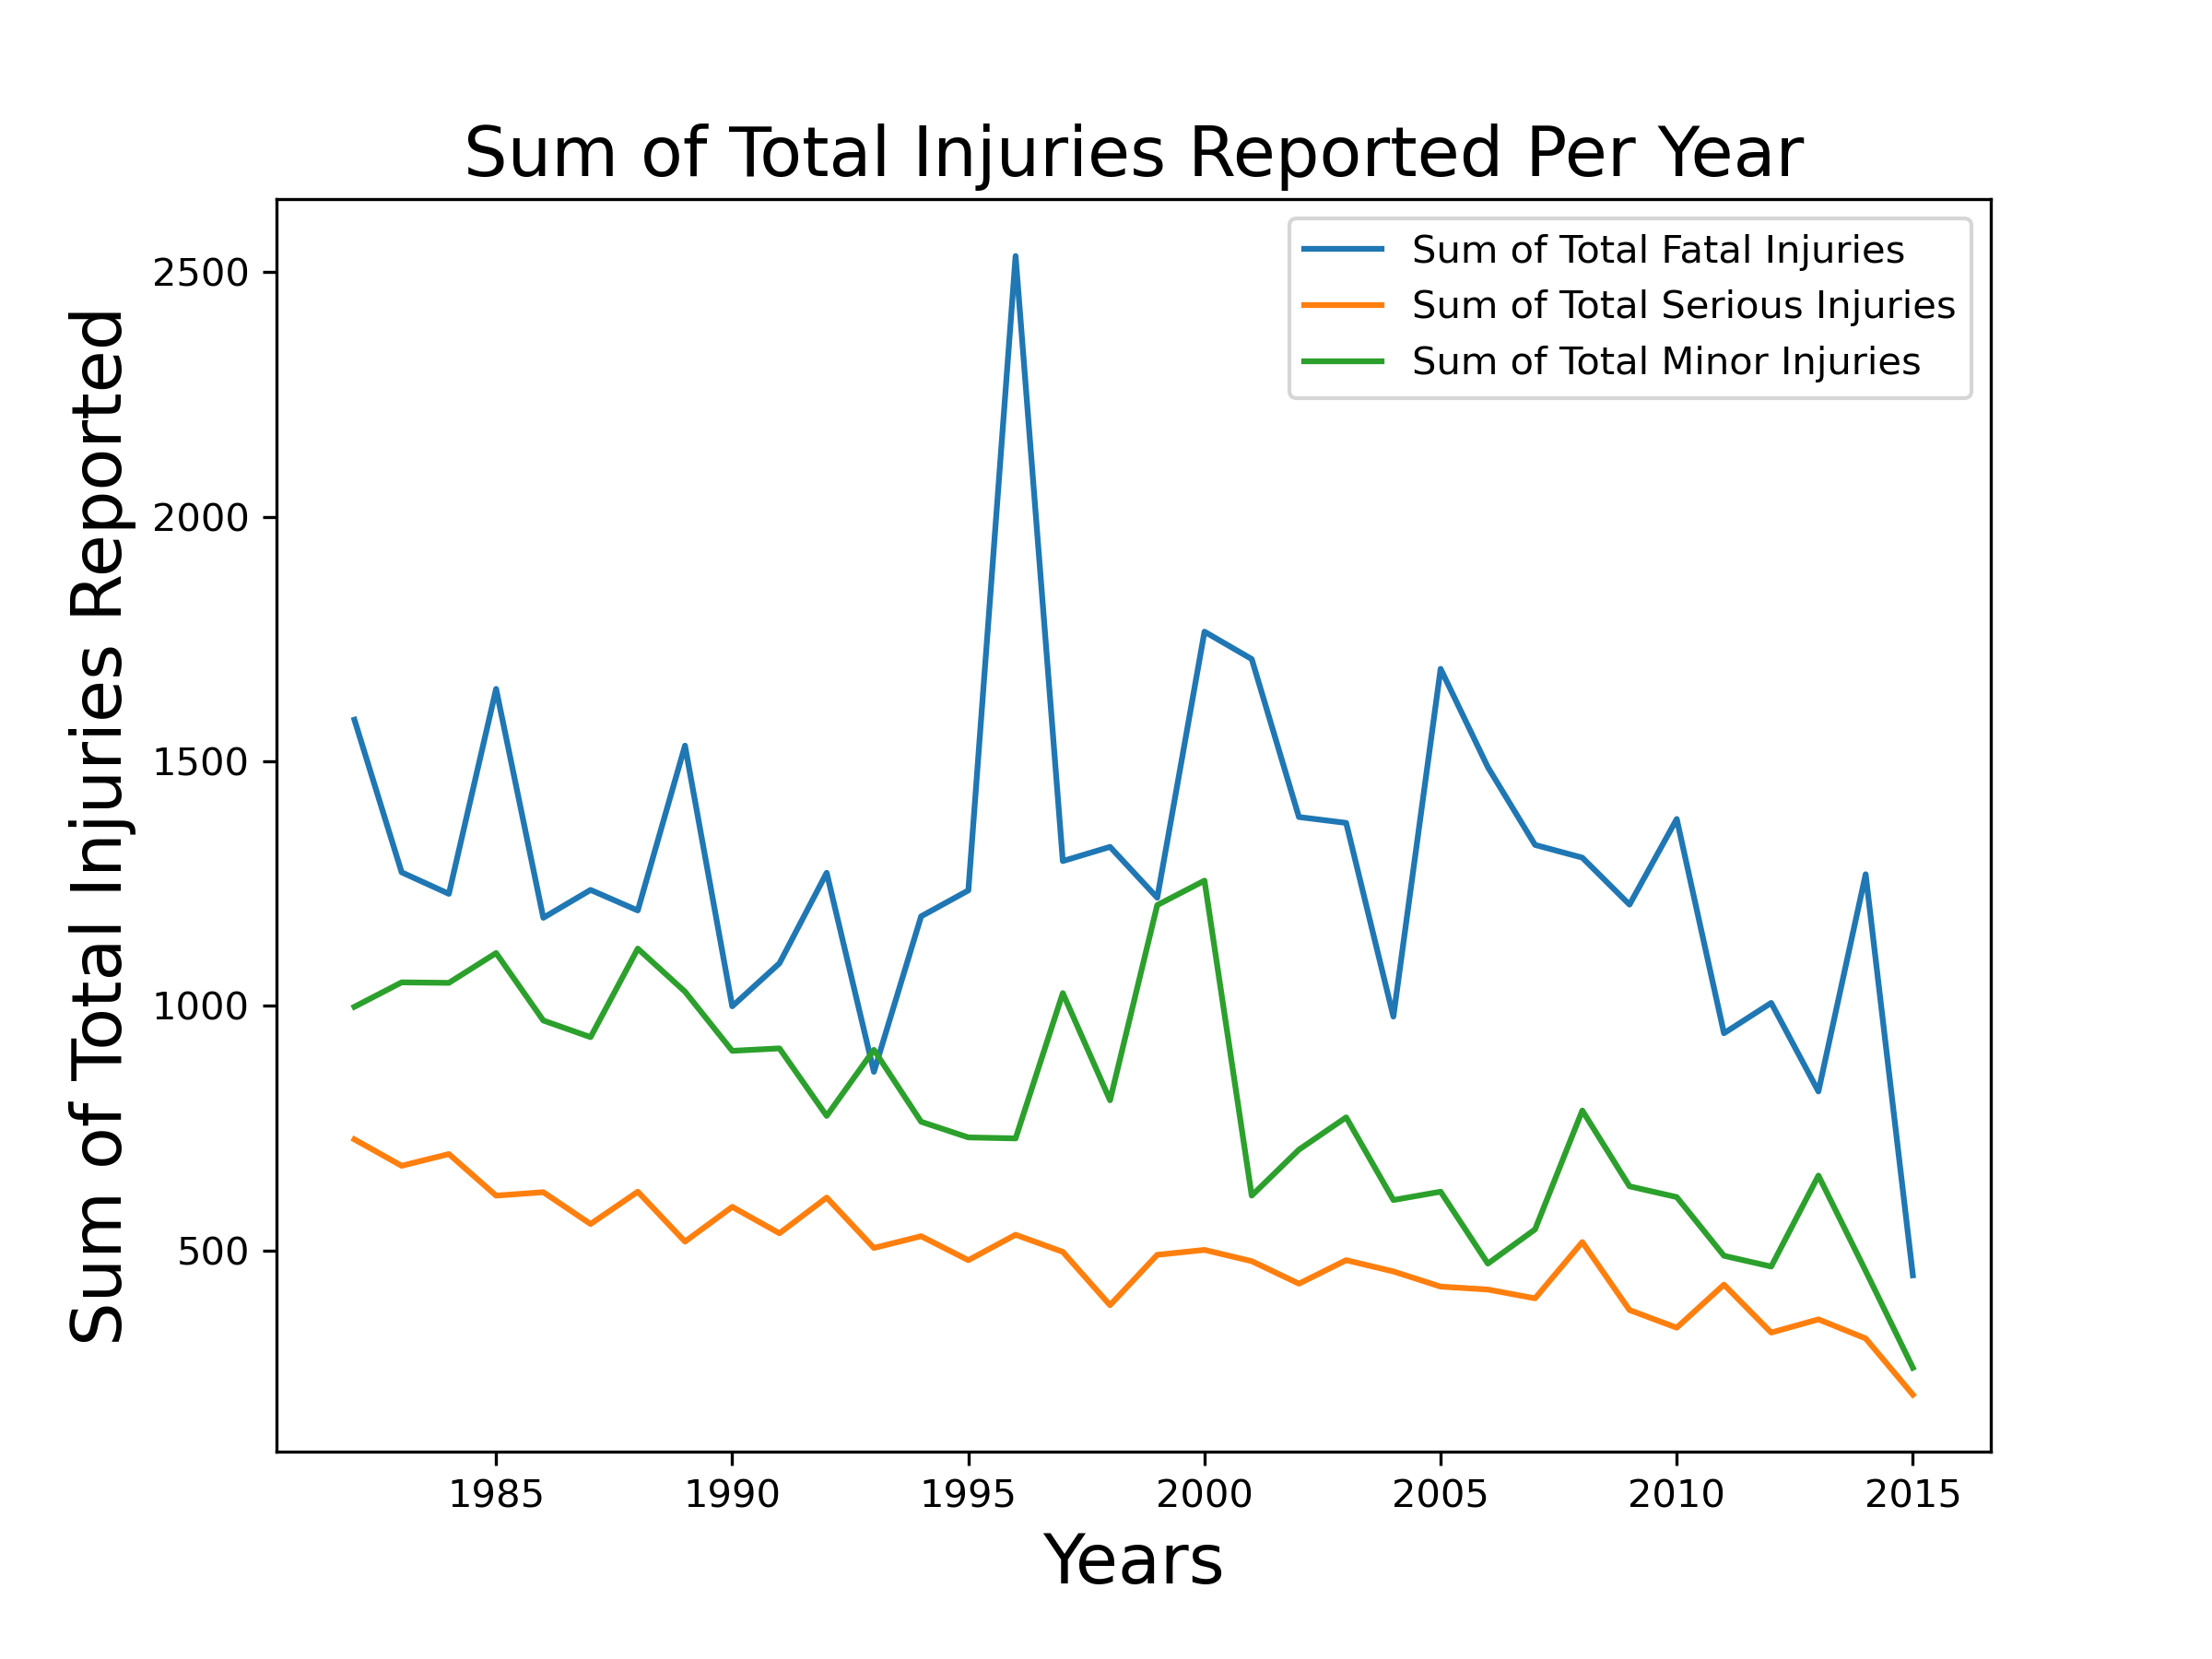 Sum of Total Injuries Reported Per Year
Sum of Total Fatal Injuries
Sum of Total Serious Injuries
Sum of Total Minor Injuries
Sum of Total Injuries Reported
2500
2000
1500
1000
500
1985 1990 1995 2000 2005 2010 2015
Years